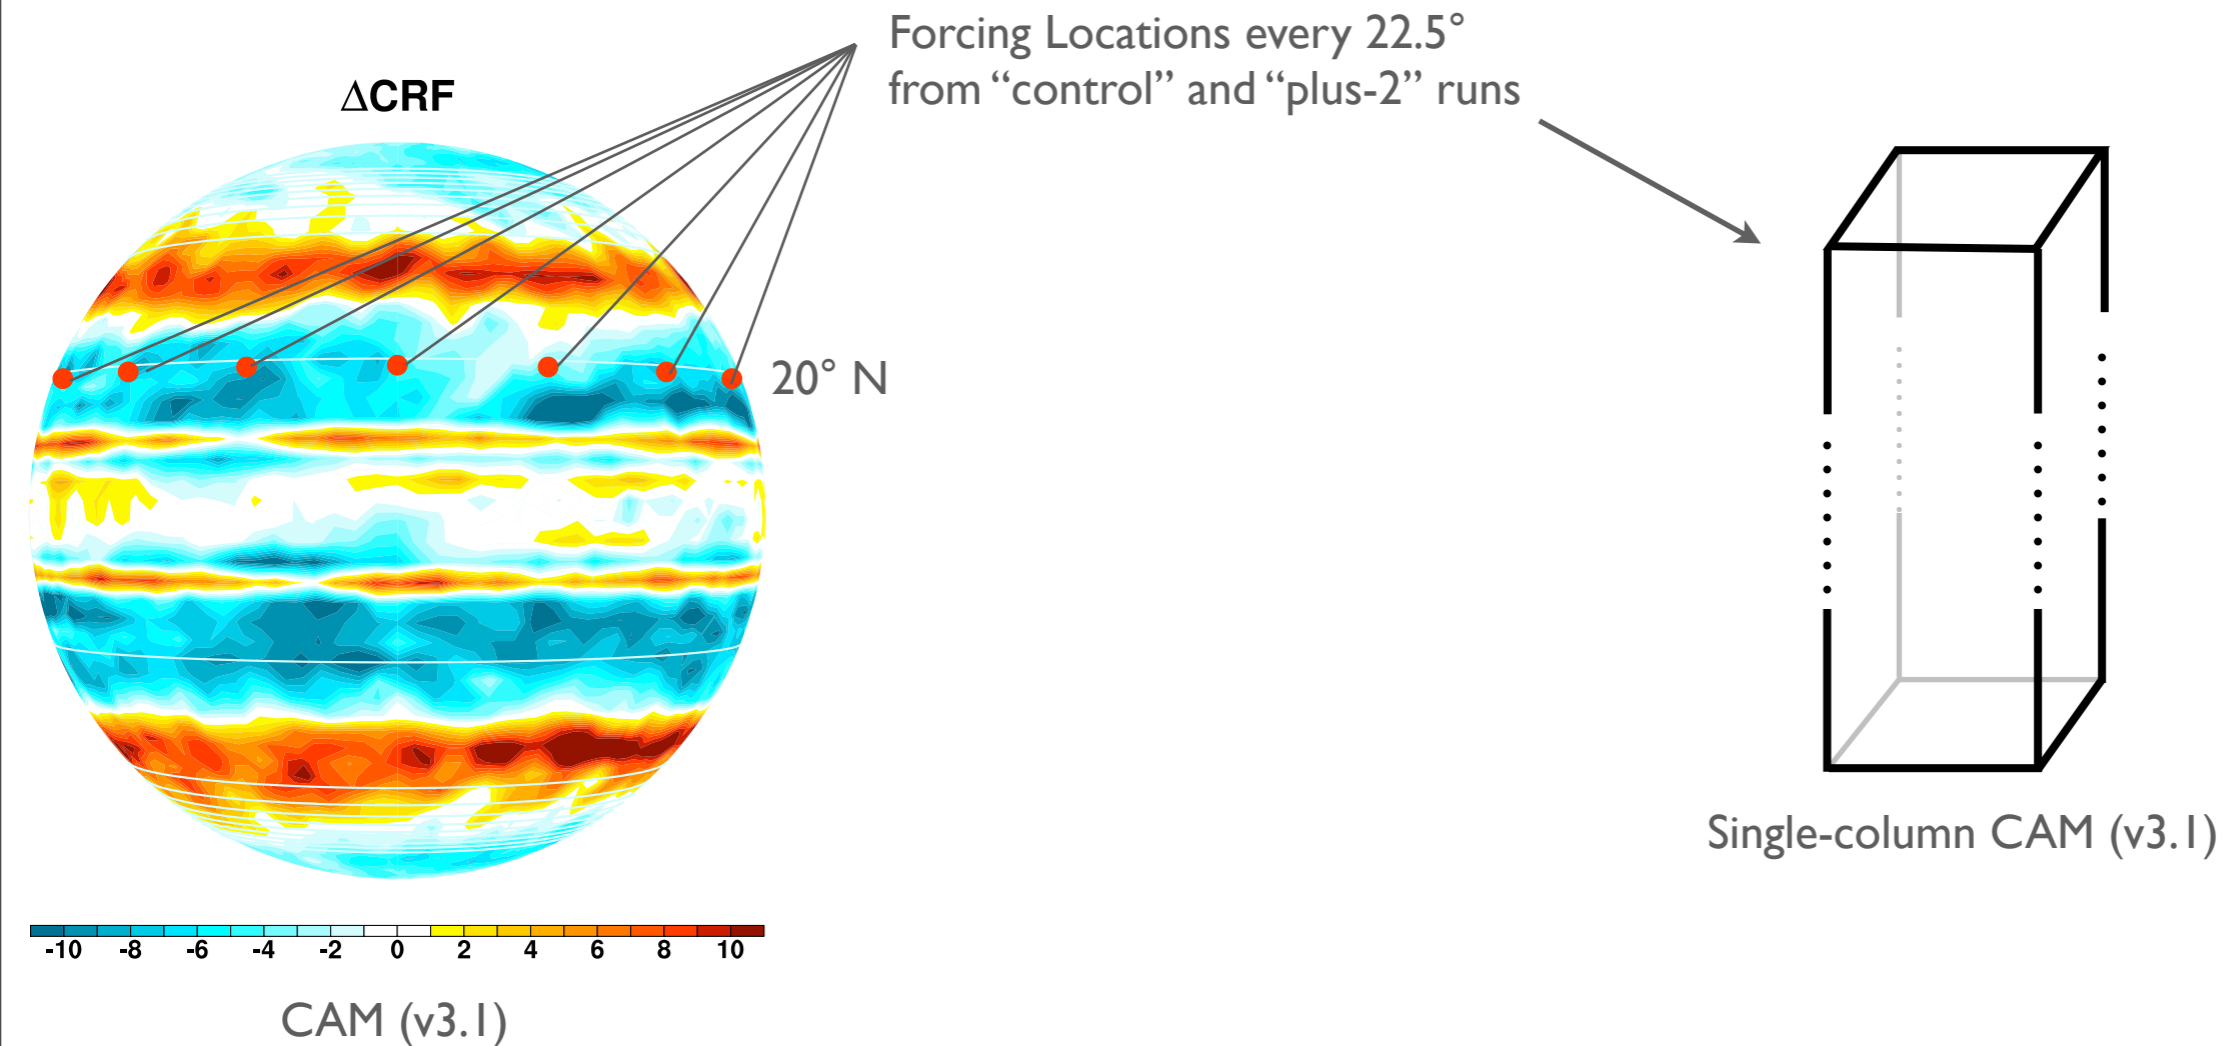 Forcing Locations every 22.5°
from “control” and “plus-2” runs
ΔCRF
20° N
-10 -8 -6 -4 -2 0 2 4 6 8 10
CAM (v3.1)
Single-column CAM (v3.1)